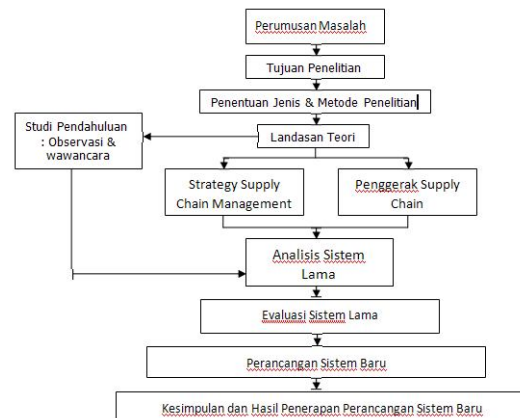 Perumusan Masalah
Tujuan Penelitian
Penentuan Jenis & Metode Penelitian
Studi Pendahuluan
: Observasi &
wawancara
Landasan Teori
Strategy Supply
Chain Management
Penggerak Supply
Chain
Analisis Sistem
Lama
Evaluasi Sistem Lama
Perancangan Sistem Baru
Kesimpulan dan Hasil Penerapan Perancangan Sistem Baru